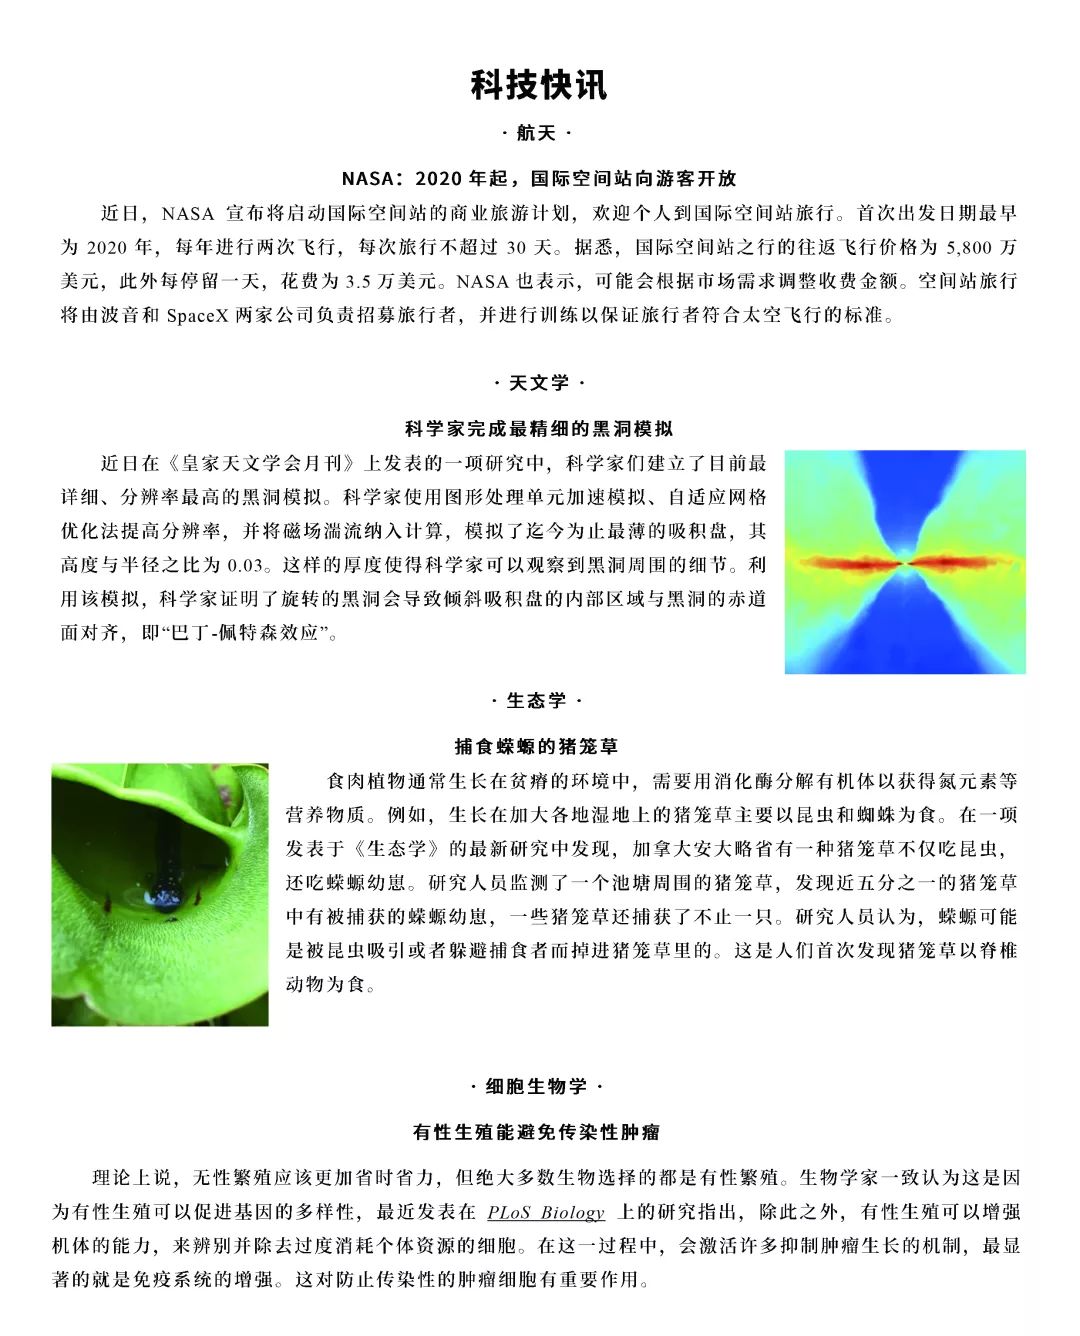 科技快讯
· 航天 ·
NASA：2020 年起，国际空间站向游客开放
近日，NASA 宣布将启动国际空间站的商业旅游计划，欢迎个人到国际空间站旅行。首次出发日期最早
为 2020 年，每年进行两次飞行，每次旅行不超过 30 天。据悉，国际空间站之行的往返飞行价格为 5,800 万
美元，此外每停留一天，花费为 3.5 万美元。NASA 也表示，可能会根据市场需求调整收费金额。空间站旅行
将由波音和 SpaceX 两家公司负责招募旅行者，并进行训练以保证旅行者符合太空飞行的标准。
· 天文学 ·
科学家完成最精细的黑洞模拟
近日在《皇家天文学会月刊》上发表的一项研究中，科学家们建立了目前最
详细、分辨率最高的黑洞模拟。科学家使用图形处理单元加速模拟、自适应网格
优化法提高分辨率，并将磁场湍流纳入计算，模拟了迄今为止最薄的吸积盘，其
高度与半径之比为 0.03。这样的厚度使得科学家可以观察到黑洞周围的细节。利
用该模拟，科学家证明了旋转的黑洞会导致倾斜吸积盘的内部区域与黑洞的赤道
面对齐，即“巴丁-佩特森效应”。
· 生态学 ·
捕食蝾螈的猪笼草
食肉植物通常生长在贫瘠的环境中，需要用消化酶分解有机体以获得氮元素等
营养物质。例如，生长在加大各地湿地上的猪笼草主要以昆虫和蜘蛛为食。在一项
发表于《生态学》的最新研究中发现，加拿大安大略省有一种猪笼草不仅吃昆虫，
还吃蝾螈幼崽。研究人员监测了一个池塘周围的猪笼草，发现近五分之一的猪笼草
中有被捕获的蝾螈幼崽，一些猪笼草还捕获了不止一只。研究人员认为，蝾螈可能
是被昆虫吸引或者躲避捕食者而掉进猪笼草里的。这是人们首次发现猪笼草以脊椎
动物为食。
· 细胞生物学 ·
有性生殖能避免传染性肿瘤
理论上说，无性繁殖应该更加省时省力，但绝大多数生物选择的都是有性繁殖。生物学家一致认为这是因
为有性生殖可以促进基因的多样性，最近发表在 PLoS Biology 上的研究指出，除此之外，有性生殖可以增强
机体的能力，来辨别并除去过度消耗个体资源的细胞。在这一过程中，会激活许多抑制肿瘤生长的机制，最显
著的就是免疫系统的增强。这对防止传染性的肿瘤细胞有重要作用。